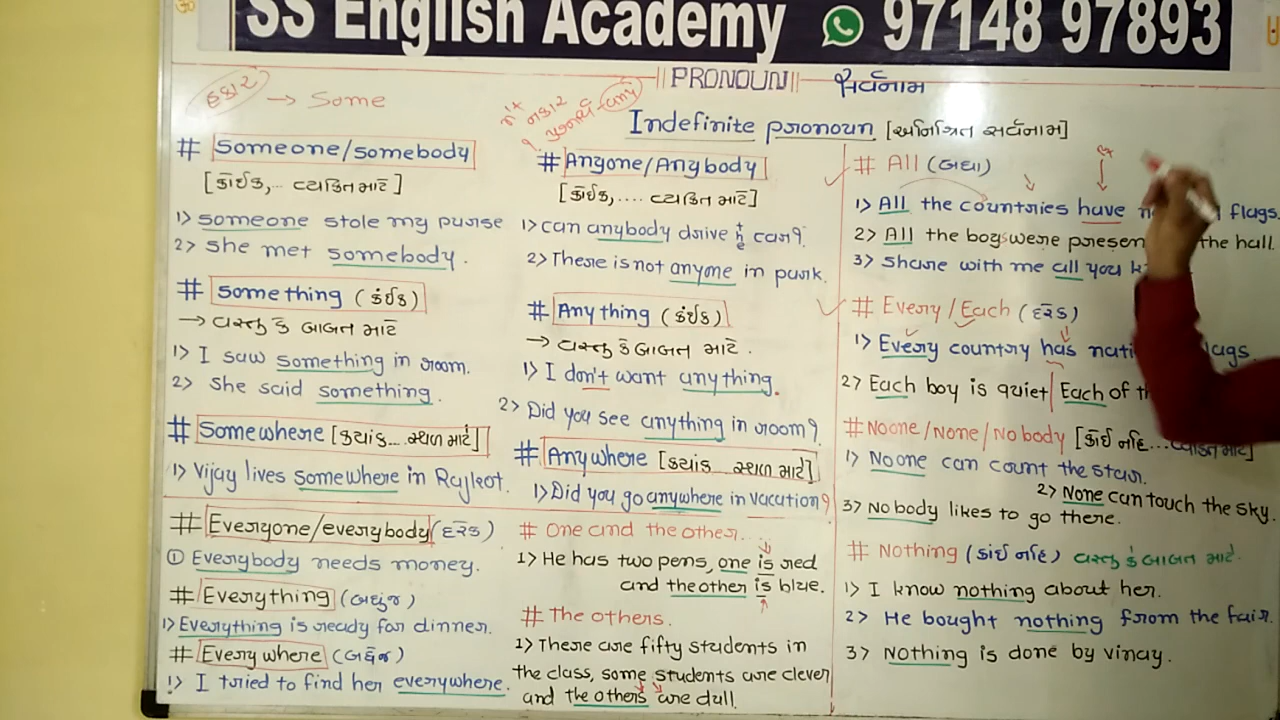 SS English Academy 97148 97893
|| PRONOUN || સર્વનામ
હકાર → Some
નકાર
પ્રશ્નાર્થ - any
Indefinite pronoun [અનિશ્ચિત સર્વનામ]
# Someone/somebody
[કોઈક,.. વ્યક્તિ માટે]
1> someone stole my purse
2> She met somebody.
# Something (કંઈક)
→ વસ્તુ કે બાબત માટે
1> I saw something in room.
2> She said something.
# Somewhere [ક્યાંક... સ્થળ માટે]
1> Vijay lives somewhere in Rajkot.
# Everyone/everybody (દરેક)
① Everybody needs money.
# Everything (બધુંજ)
1> Everything is ready for dinner.
# Everywhere (બધેજ)
1> I tried to find her everywhere.
# Anyone/Anybody
[કોઈક,.... વ્યક્તિ માટે]
1> can anybody drive the car?
2> There is not anyone in park.
# Anything (કંઈક)
→ વસ્તુ કે બાબત માટે.
1> I don't want anything.
2> Did you see anything in room?
# Anywhere [ક્યાંક સ્થળ માટે]
1> Did you go anywhere in vacation?
# One and the other...
1> He has two pens, one is red
and the other is blue.
# The others.
1> There are fifty students in
the class, some students are clever
and the others are dull.
# All (બધા)
1> All the countries have flags.
2> All the boys were presen the hall.
3> Share with me all you k
# Every/Each (દરેક)
1> Every country has nati lags.
2> Each boy is quiet | Each of th
# Noone/None/Nobody [કોઈ નહિ... વ્યક્તિ માટે]
1> Noone can count the star.
2> None can touch the sky.
3> Nobody likes to go there.
# Nothing (કાંઈ નહિ) વસ્તુ કે બાબત માટે.
1> I know nothing about her.
2> He bought nothing from the fair.
3> Nothing is done by vinay.